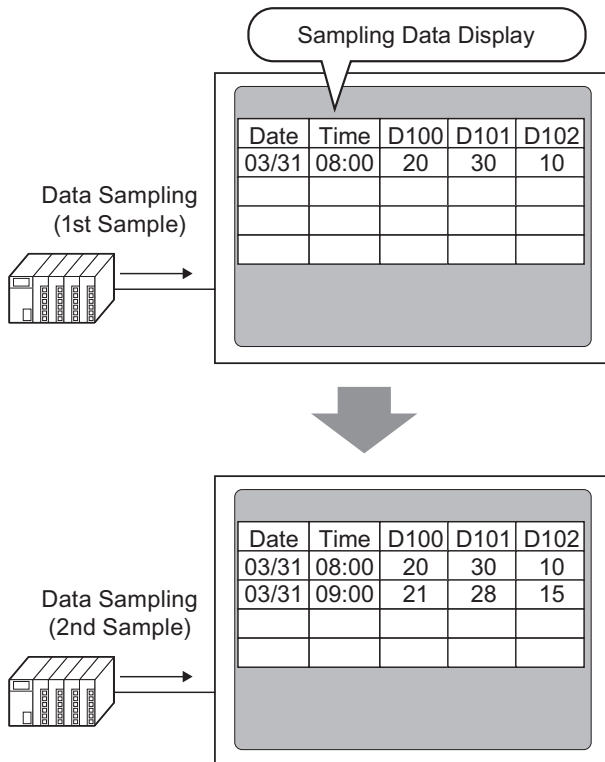 Sampling Data Display
Date Time D100 D101 D102
03/31 08:00 20 30 10
Data Sampling
(1st Sample)
Date Time D100 D101 D102
03/31 08:00 20 30 10
03/31 09:00 21 28 15
Data Sampling
(2nd Sample)